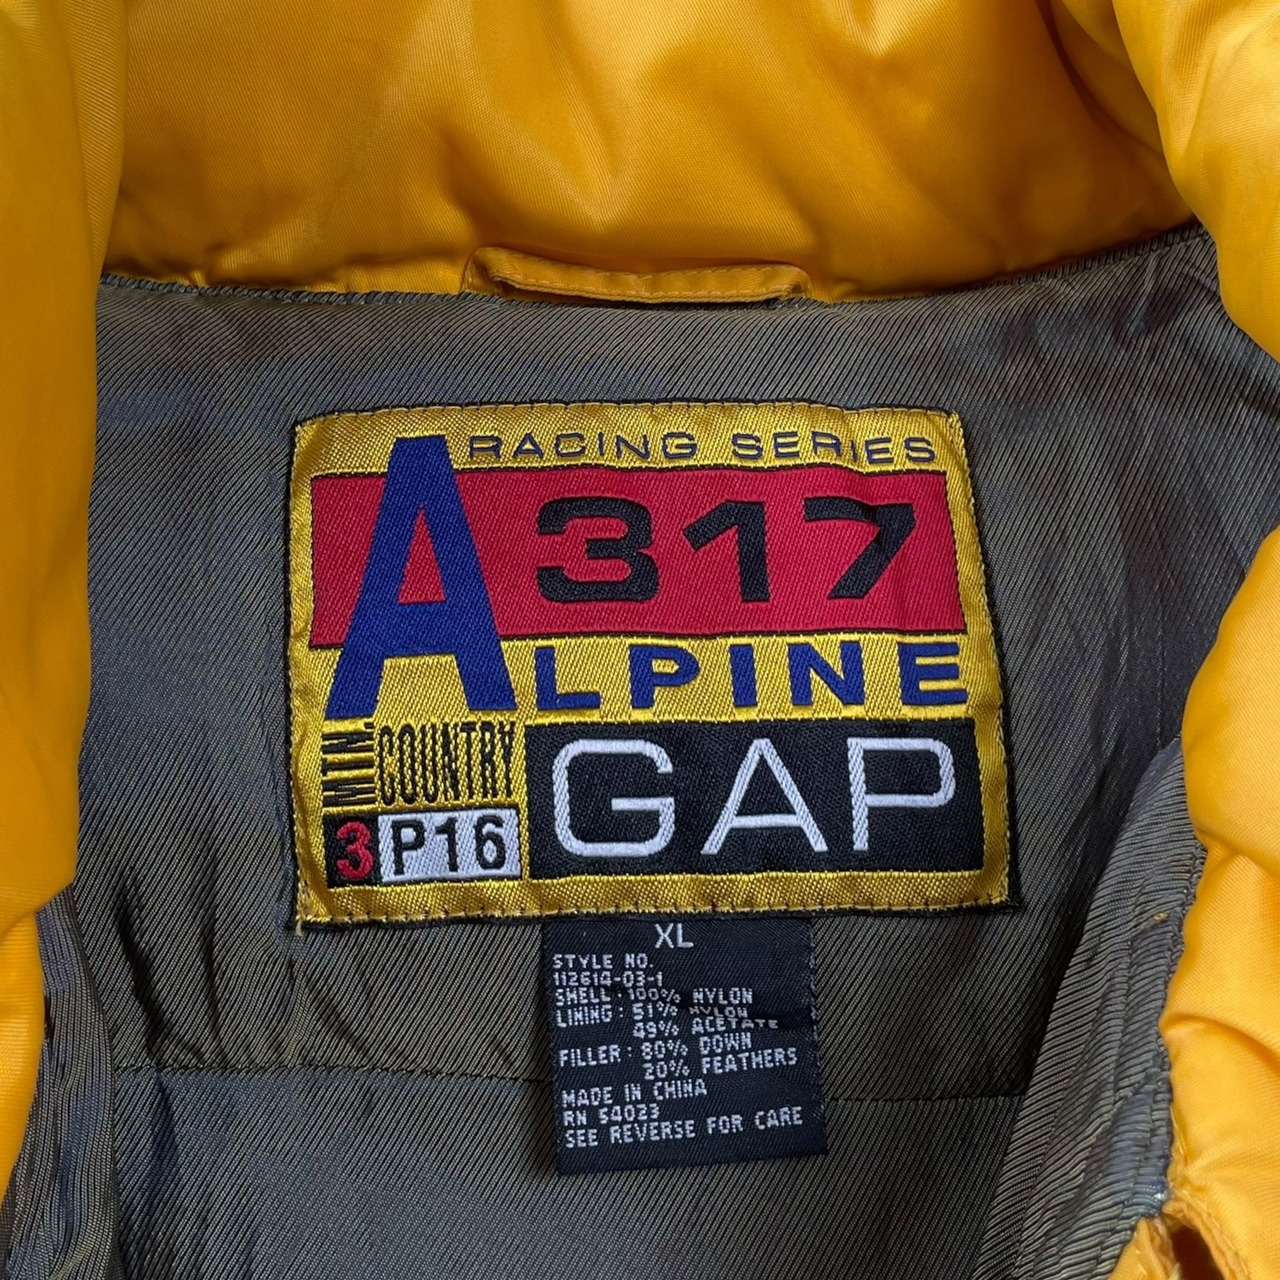 RACING SERIES
A 317
ALPINE
MTN. COUNTRY
GAP
3 P16
XL
STYLE NO.
112614-03-1
SHELL : 100% NYLON
LINING : 51% NYLON
49% ACETATE
FILLER : 80% DOWN
20% FEATHERS
MADE IN CHINA
RN 54023
SEE REVERSE FOR CARE